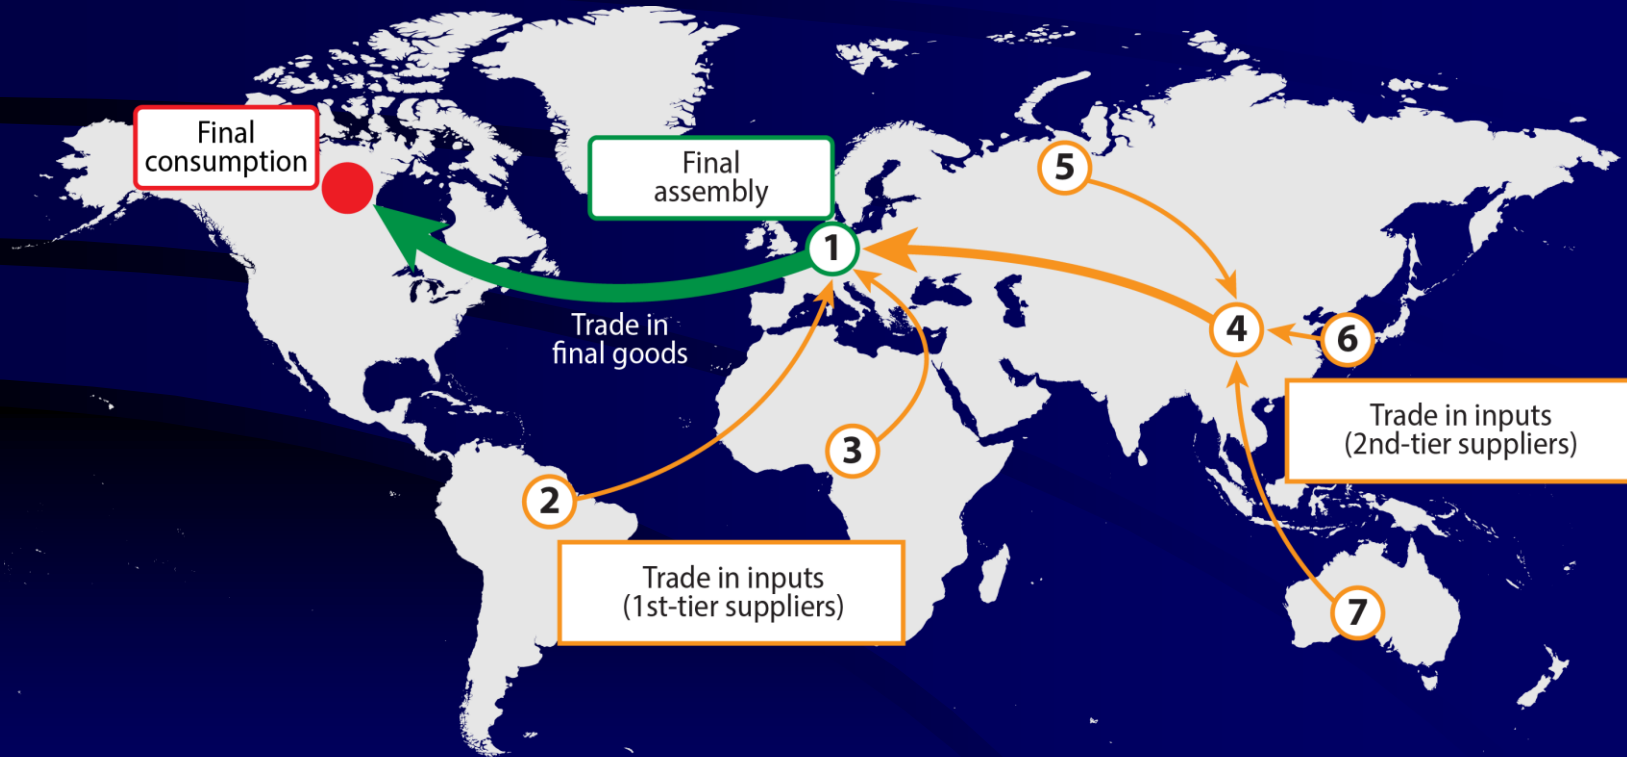 Final
consumption
Final
assembly
5
1
4
6
Trade in
final goods
Trade in inputs
(2nd-tier suppliers)
3
2
Trade in inputs
(1st-tier suppliers)
7